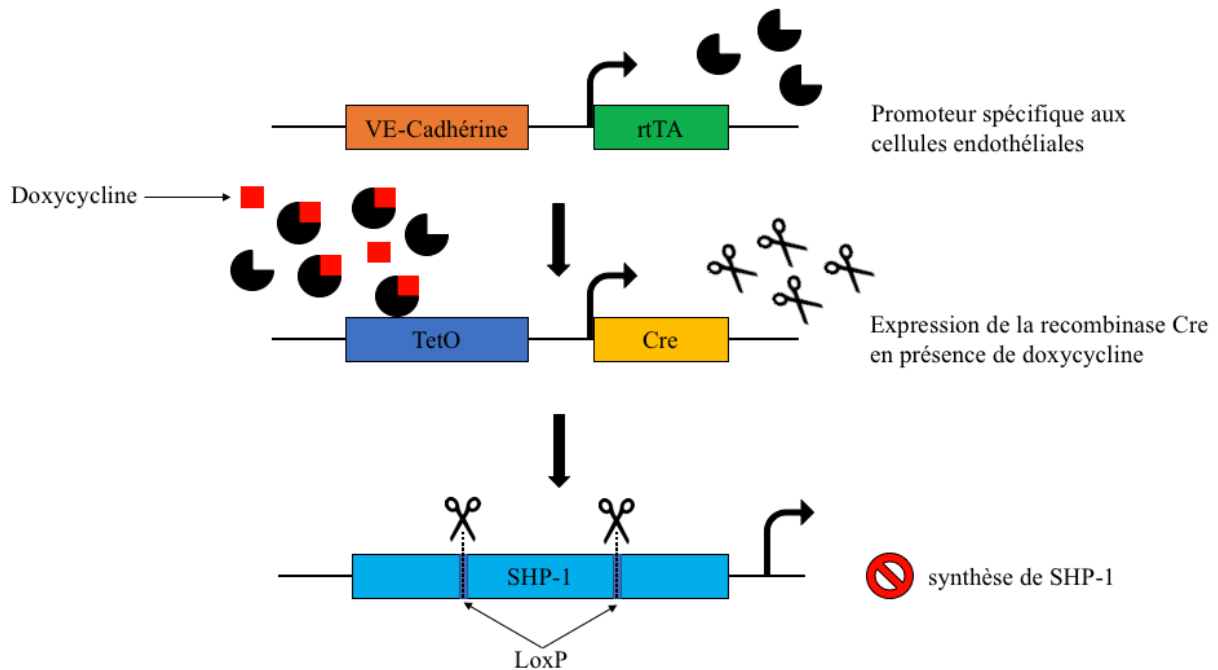 VE-Cadhérine
rtTA
Promoteur spécifique aux
cellules endothéliales
Doxycycline
TetO
Cre
Expression de la recombinase Cre
en présence de doxycycline
SHP-1
synthèse de SHP-1
LoxP